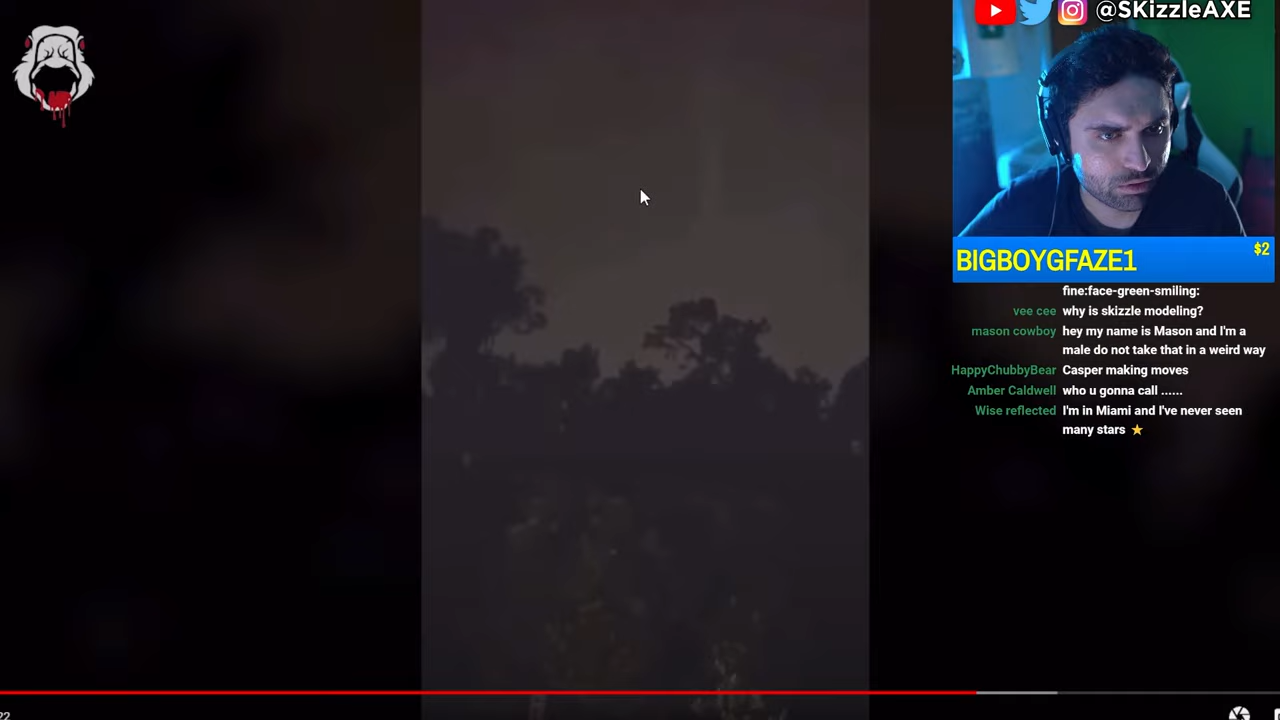 @SKizzleAXE
BIGBOYGFAZE1 $2
fine:face-green-smiling:
vee cee why is skizzle modeling?
mason cowboy hey my name is Mason and I'm a
male do not take that in a weird way
HappyChubbyBear Casper making moves
Amber Caldwell who u gonna call ......
Wise reflected I'm in Miami and I've never seen
many stars ⭐
22